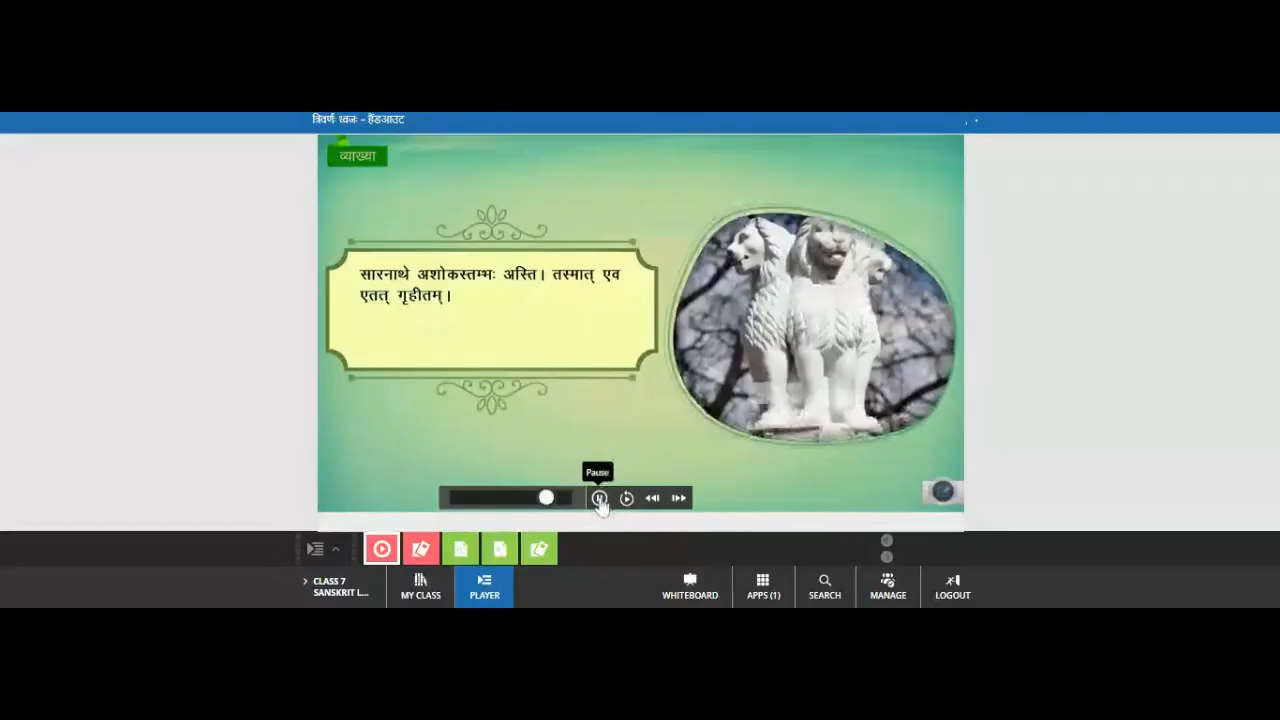 त्रिवर्णः ध्वजः - हैंडआउट
व्याख्या
सारनाथे अशोकस्तम्भः अस्ति। तस्मात् एव
एतत् गृहीतम्।
Pause
CLASS 7
SANSKRIT L...
MY CLASS
PLAYER
WHITEBOARD
APPS (1)
SEARCH
MANAGE
LOGOUT